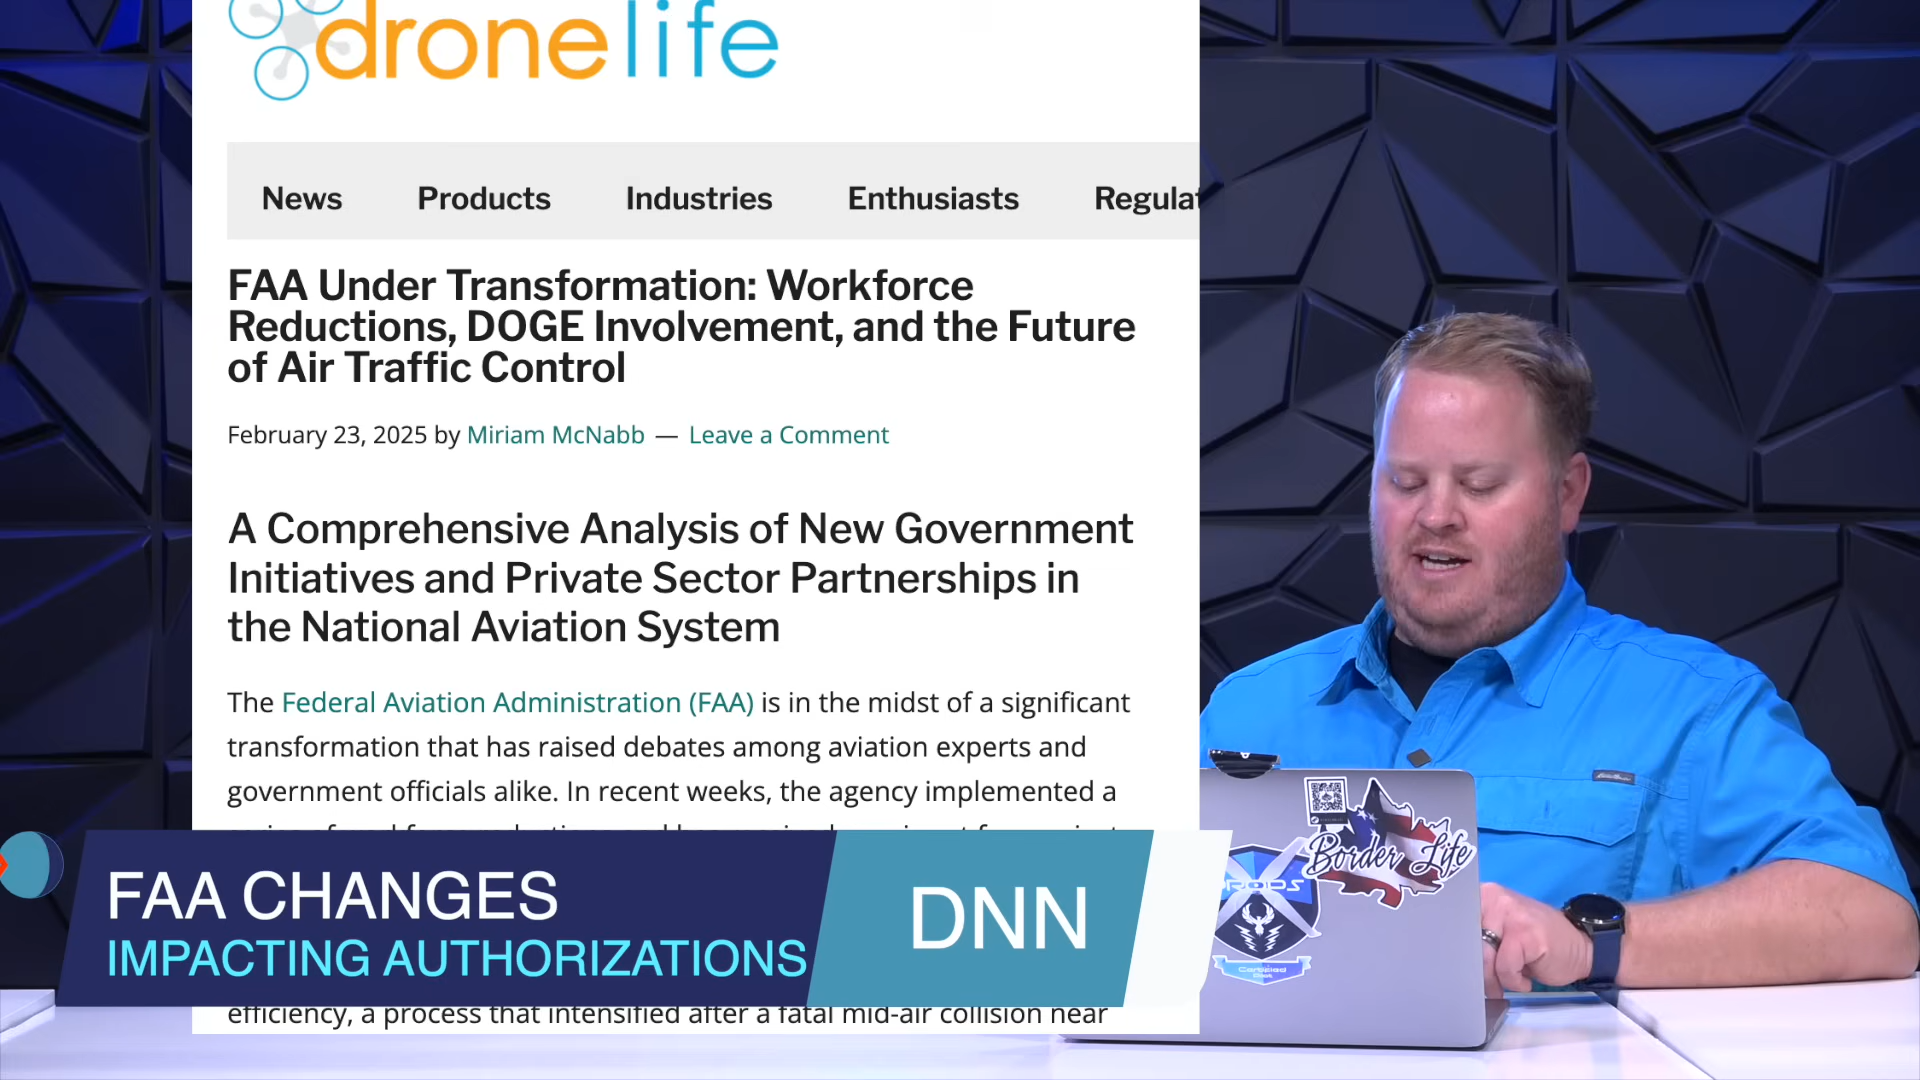 dronelife
News Products Industries Enthusiasts Regulat
FAA Under Transformation: Workforce
Reductions, DOGE Involvement, and the Future
of Air Traffic Control
February 23, 2025 by Miriam McNabb — Leave a Comment
A Comprehensive Analysis of New Government
Initiatives and Private Sector Partnerships in
the National Aviation System
The Federal Aviation Administration (FAA) is in the midst of a significant
transformation that has raised debates among aviation experts and
government officials alike. In recent weeks, the agency implemented a
efficiency, a process that intensified after a fatal mid-air collision near
FAA CHANGES
IMPACTING AUTHORIZATIONS
DNN
Border Life
Certified